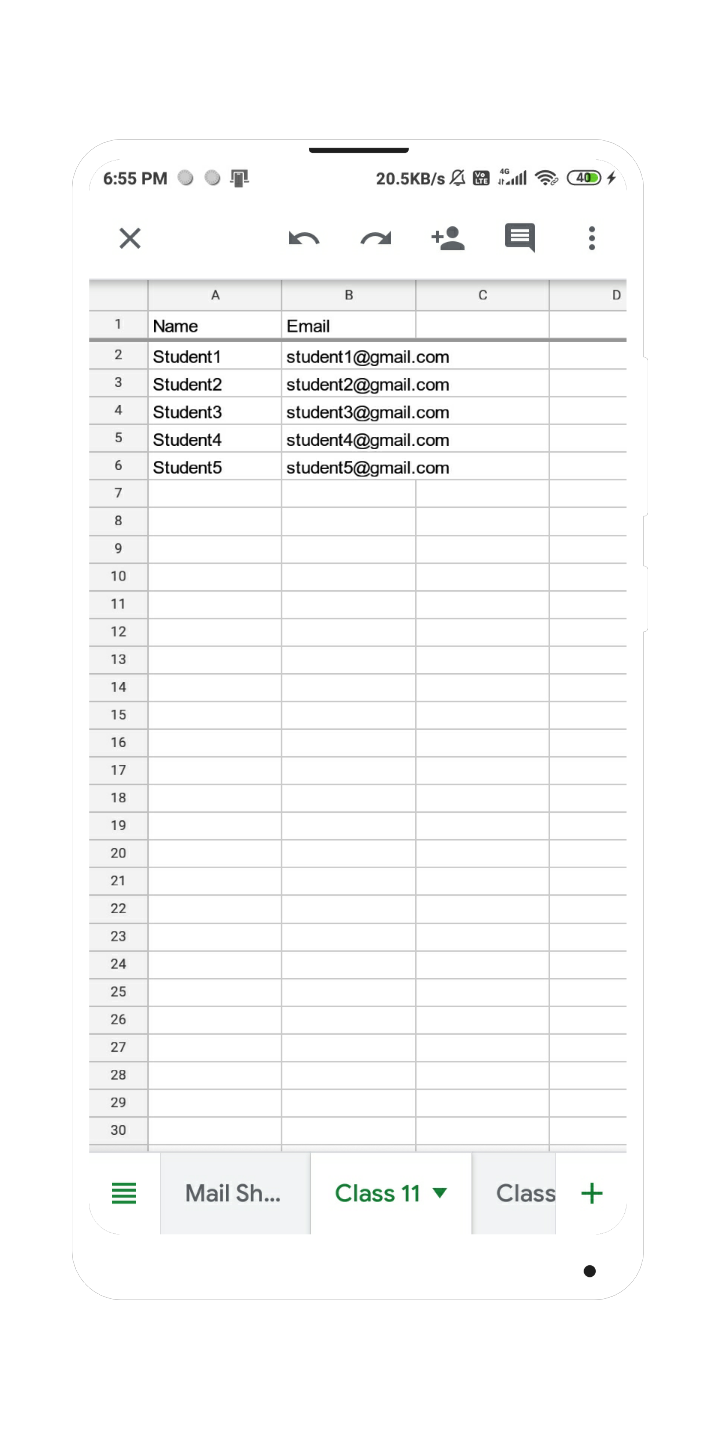 6:55 PM 20.5KB/s Vo LTE 4G 40
A B C D
1 Name Email
2 Student1 student1@gmail.com
3 Student2 student2@gmail.com
4 Student3 student3@gmail.com
5 Student4 student4@gmail.com
6 Student5 student5@gmail.com
7
8
9
10
11
12
13
14
15
16
17
18
19
20
21
22
23
24
25
26
27
28
29
30
Mail Sh... Class 11 Class